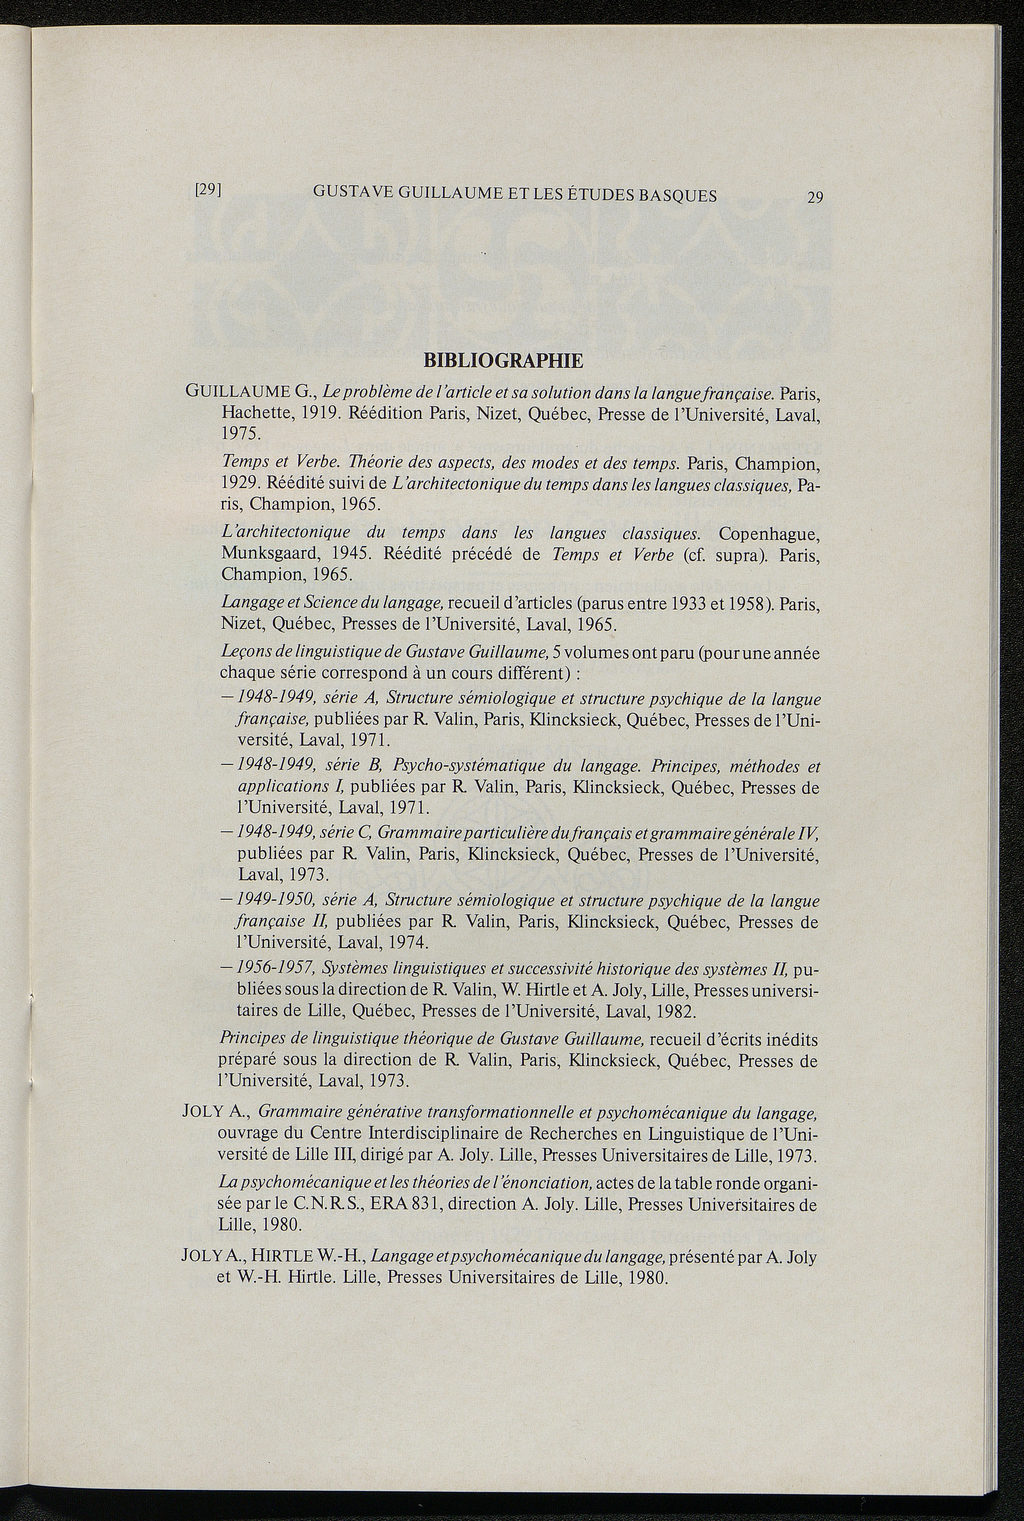 [29] GUSTAVE GUILLAUME ET LES ÉTUDES BASQUES 29
BIBLIOGRAPHIE
GUILLAUME G., Le problème de l'article et sa solution dans la langue française. Paris,
Hachette, 1919. Réédition Paris, Nizet, Québec, Presse de l'Université, Laval,
1975.
Temps et Verbe. Théorie des aspects, des modes et des temps. Paris, Champion,
1929. Réédité suivi de L'architectonique du temps dans les langues classiques, Pa-
ris, Champion, 1965.
L'architectonique du temps dans les langues classiques. Copenhague,
Munksgaard, 1945. Réédité précédé de Temps et Verbe (cf. supra). Paris,
Champion, 1965.
Langage et Science du langage, recueil d'articles (parus entre 1933 et 1958). Paris,
Nizet, Québec, Presses de l'Université, Laval, 1965.
Leçons de linguistique de Gustave Guillaume, 5 volumes ont paru (pour une année
chaque série correspond à un cours différent) :
— 1948-1949, série A, Structure sémiologique et structure psychique de la langue
française, publiées par R. Valin, Paris, Klincksieck, Québec, Presses de l'Uni-
versité, Laval, 1971.
— 1948-1949, série B, Psycho-systématique du langage. Principes, méthodes et
applications I, publiées par R. Valin, Paris, Klincksieck, Québec, Presses de
l'Université, Laval, 1971.
— 1948-1949, série C, Grammaire particulière du français et grammaire générale IV,
publiées par R. Valin, Paris, Klincksieck, Québec, Presses de l'Université,
Laval, 1973.
— 1949-1950, série A, Structure sémiologique et structure psychique de la langue
française II, publiées par R. Valin, Paris, Klincksieck, Québec, Presses de
l'Université, Laval, 1974.
— 1956-1957, Systèmes linguistiques et successivité historique des systèmes II, pu-
bliées sous la direction de R. Valin, W. Hirtle et A. Joly, Lille, Presses universi-
taires de Lille, Québec, Presses de l'Université, Laval, 1982.
Principes de linguistique théorique de Gustave Guillaume, recueil d'écrits inédits
préparé sous la direction de R. Valin, Paris, Klincksieck, Québec, Presses de
l'Université, Laval, 1973.
JOLY A., Grammaire générative transformationnelle et psychomécanique du langage,
ouvrage du Centre Interdisciplinaire de Recherches en Linguistique de l'Uni-
versité de Lille III, dirigé par A. Joly. Lille, Presses Universitaires de Lille, 1973.
La psychomécanique et les théories de l'énonciation, actes de la table ronde organi-
sée par le C.N.R.S., ERA 831, direction A. Joly. Lille, Presses Universitaires de
Lille, 1980.
JOLY A., HIRTLE W.-H., Langage et psychomécanique du langage, présenté par A. Joly
et W.-H. Hirtle. Lille, Presses Universitaires de Lille, 1980.